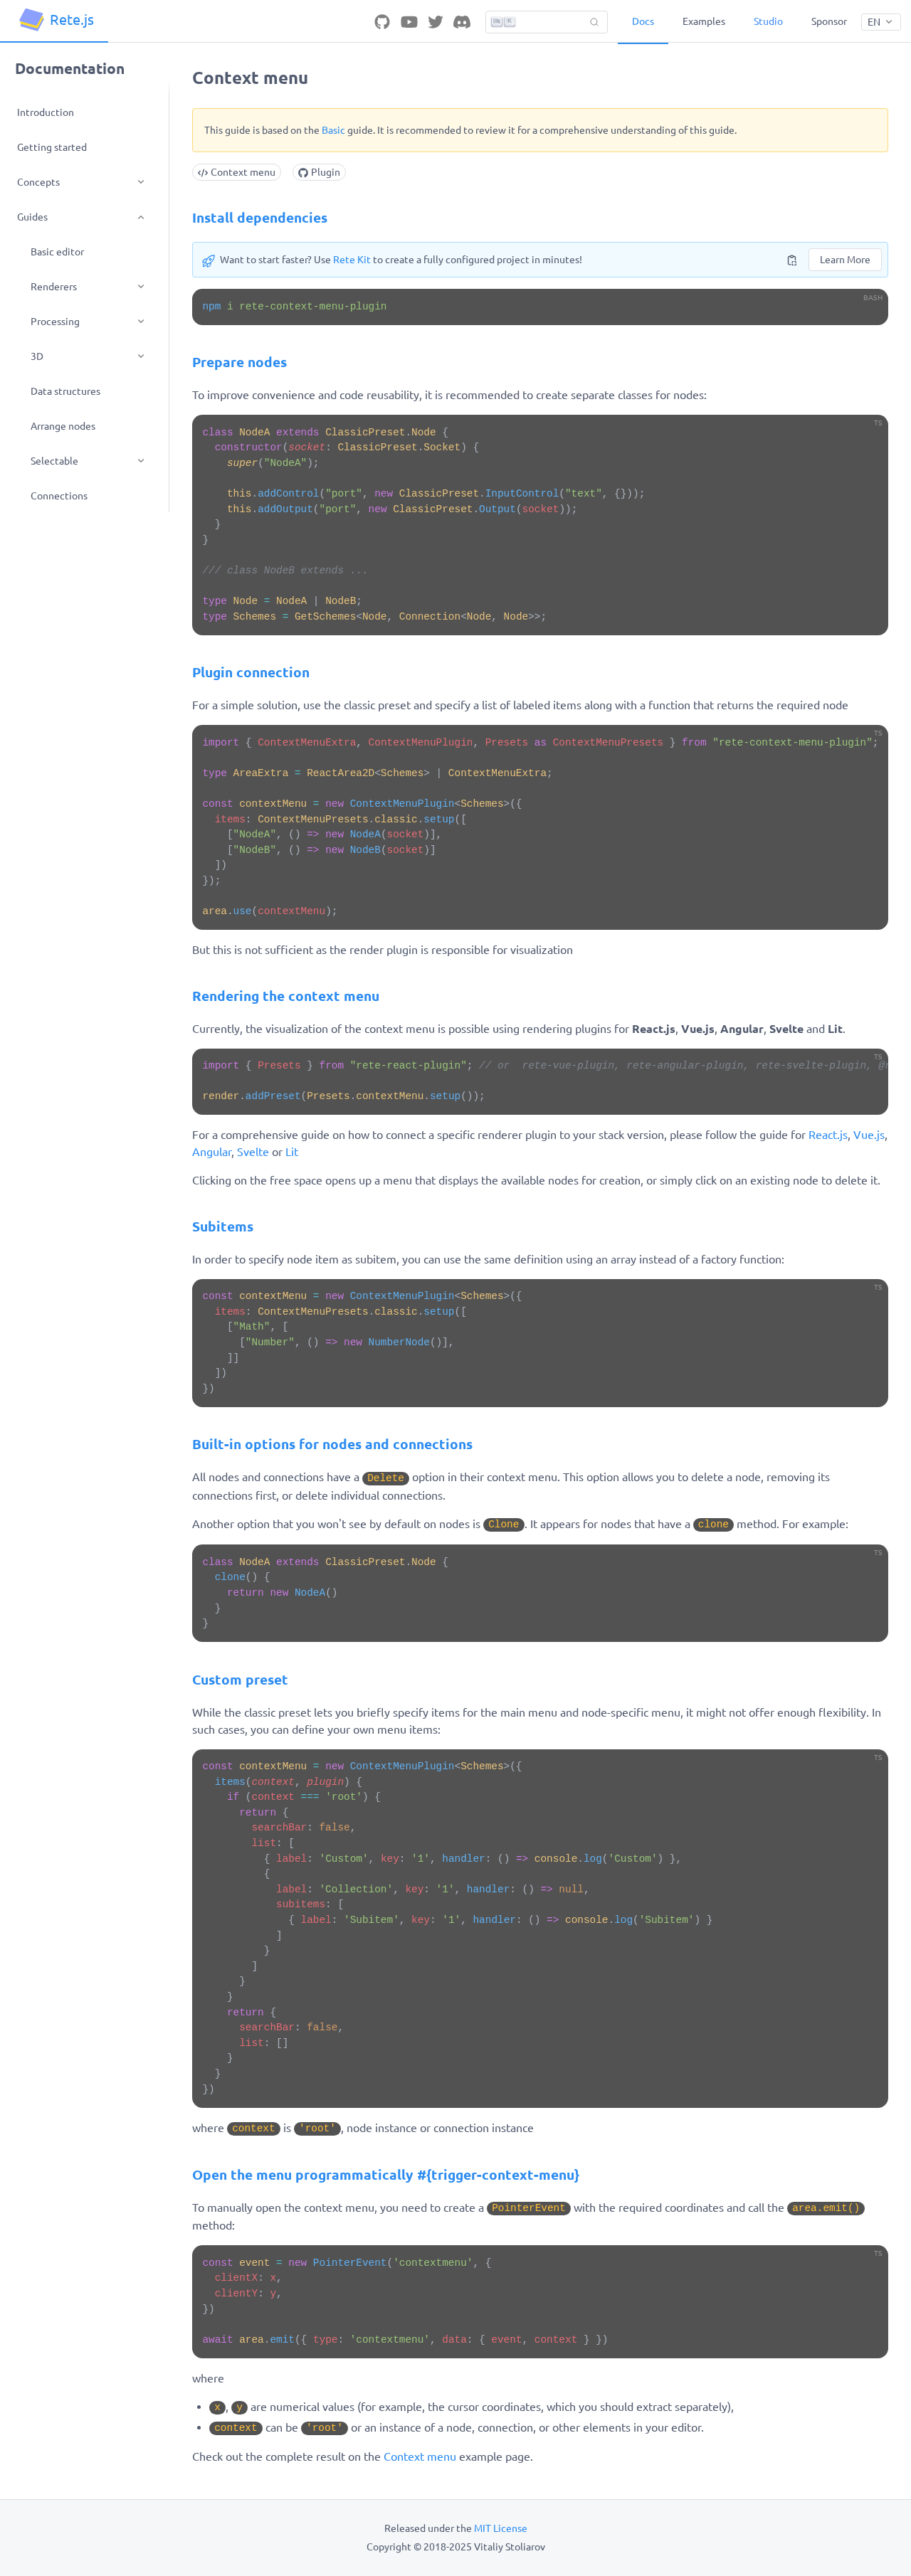 Rete.js
Docs
Examples
Studio
Sponsor
EN
Documentation
Introduction
Getting started
Concepts
Guides
Basic editor
Renderers
Processing
3D
Data structures
Arrange nodes
Selectable
Connections
Context menu
This guide is based on the Basic guide. It is recommended to review it for a comprehensive understanding of this guide.
Context menu
Plugin
Install dependencies
Want to start faster? Use Rete Kit to create a fully configured project in minutes!
Learn More
BASH
npm i rete-context-menu-plugin
Prepare nodes
To improve convenience and code reusability, it is recommended to create separate classes for nodes:
TS
class NodeA extends ClassicPreset.Node {
  constructor(socket: ClassicPreset.Socket) {
    super("NodeA");
    this.addControl("port", new ClassicPreset.InputControl("text", {}));
    this.addOutput("port", new ClassicPreset.Output(socket));
  }
}
/// class NodeB extends ...
type Node = NodeA | NodeB;
type Schemes = GetSchemes<Node, Connection<Node, Node>>;
Plugin connection
For a simple solution, use the classic preset and specify a list of labeled items along with a function that returns the required node
TS
import { ContextMenuExtra, ContextMenuPlugin, Presets as ContextMenuPresets } from "rete-context-menu-plugin";
type AreaExtra = ReactArea2D<Schemes> | ContextMenuExtra;
const contextMenu = new ContextMenuPlugin<Schemes>({
  items: ContextMenuPresets.classic.setup([
    ["NodeA", () => new NodeA(socket)],
    ["NodeB", () => new NodeB(socket)]
  ])
});
area.use(contextMenu);
But this is not sufficient as the render plugin is responsible for visualization
Rendering the context menu
Currently, the visualization of the context menu is possible using rendering plugins for React.js, Vue.js, Angular, Svelte and Lit.
TS
import { Presets } from "rete-react-plugin"; // or  rete-vue-plugin, rete-angular-plugin, rete-svelte-plugin,
render.addPreset(Presets.contextMenu.setup());
For a comprehensive guide on how to connect a specific renderer plugin to your stack version, please follow the guide for React.js, Vue.js,
Angular, Svelte or Lit
Clicking on the free space opens up a menu that displays the available nodes for creation, or simply click on an existing node to delete it.
Subitems
In order to specify node item as subitem, you can use the same definition using an array instead of a factory function:
TS
const contextMenu = new ContextMenuPlugin<Schemes>({
  items: ContextMenuPresets.classic.setup([
    ["Math", [
      ["Number", () => new NumberNode()],
    ]]
  ])
})
Built-in options for nodes and connections
All nodes and connections have a Delete option in their context menu. This option allows you to delete a node, removing its
connections first, or delete individual connections.
Another option that you won't see by default on nodes is Clone. It appears for nodes that have a clone method. For example:
TS
class NodeA extends ClassicPreset.Node {
  clone() {
    return new NodeA()
  }
}
Custom preset
While the classic preset lets you briefly specify items for the main menu and node-specific menu, it might not offer enough flexibility. In
such cases, you can define your own menu items:
TS
const contextMenu = new ContextMenuPlugin<Schemes>({
  items(context, plugin) {
    if (context === 'root') {
      return {
        searchBar: false,
        list: [
          { label: 'Custom', key: '1', handler: () => console.log('Custom') },
          {
            label: 'Collection', key: '1', handler: () => null,
            subitems: [
              { label: 'Subitem', key: '1', handler: () => console.log('Subitem') }
            ]
          }
        ]
      }
    }
    return {
      searchBar: false,
      list: []
    }
  }
})
where context is 'root', node instance or connection instance
Open the menu programmatically #{trigger-context-menu}
To manually open the context menu, you need to create a PointerEvent with the required coordinates and call the area.emit()
method:
TS
const event = new PointerEvent('contextmenu', {
  clientX: x,
  clientY: y,
})
await area.emit({ type: 'contextmenu', data: { event, context } })
where
• x, y are numerical values (for example, the cursor coordinates, which you should extract separately),
• context can be 'root' or an instance of a node, connection, or other elements in your editor.
Check out the complete result on the Context menu example page.
Released under the MIT License
Copyright © 2018-2025 Vitaliy Stoliarov